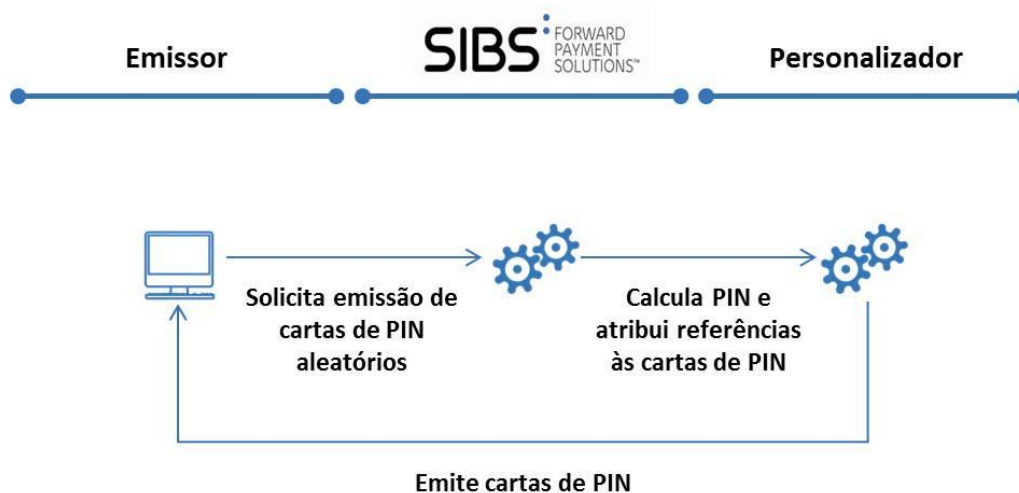 Emissor
SIBS
FORWARD
PAYMENT
SOLUTIONS™
Personalizador
Solicita emissão de
cartas de PIN
aleatórios
Calcula PIN e
atribui referências
às cartas de PIN
Emite cartas de PIN